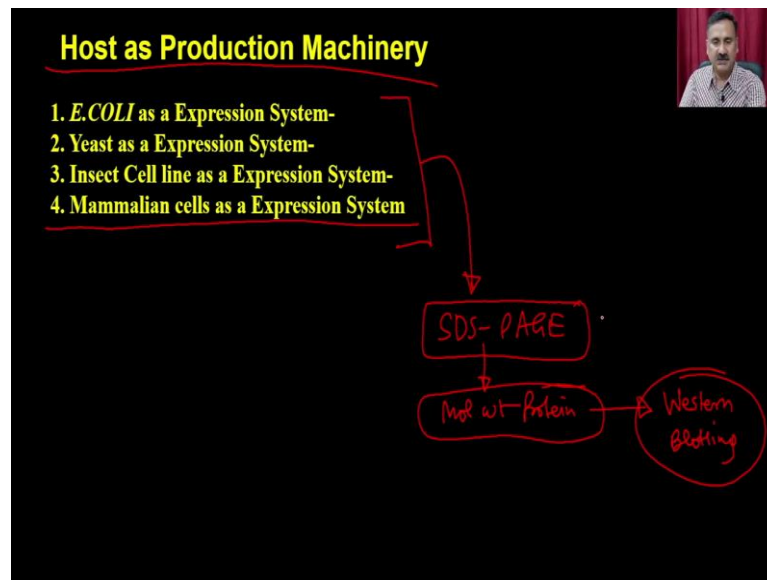 Host as Production Machinery
1. E.COLI as a Expression System-
2. Yeast as a Expression System-
3. Insect Cell line as a Expression System-
4. Mammalian cells as a Expression System
SDS-PAGE
Mol wt-Protein
Western
Blotting